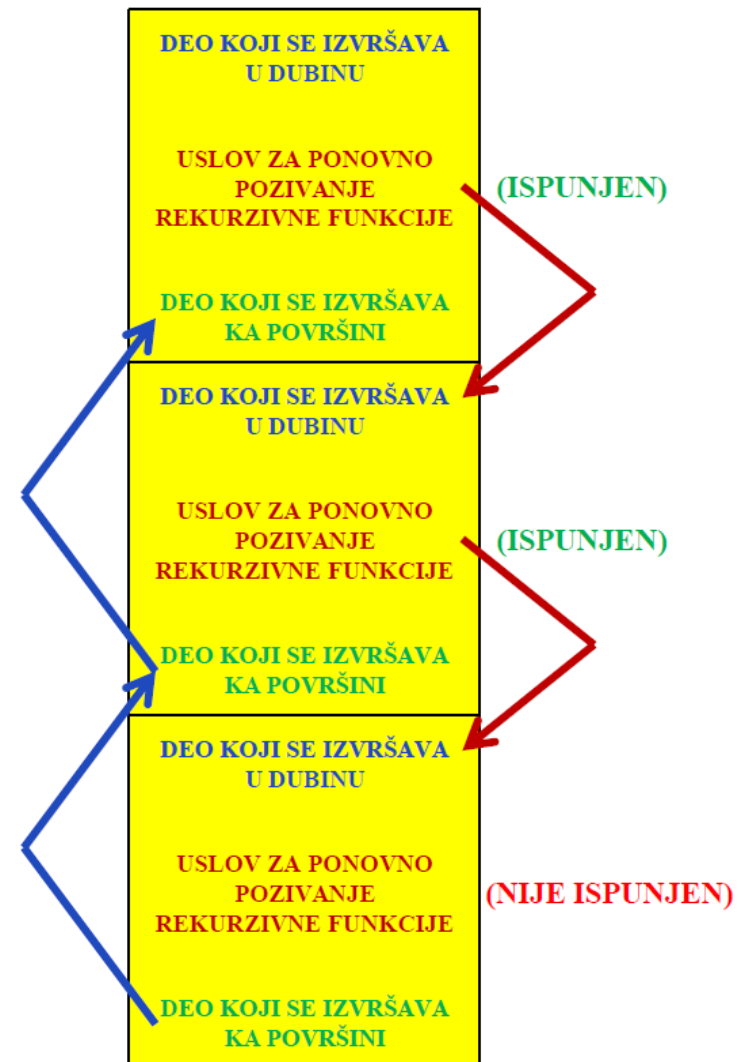 DEO KOJI SE IZVRŠAVA
U DUBINU
USLOV ZA PONOVNO
POZIVANJE
REKURZIVNE FUNKCIJE
(ISPUNJEN)
DEO KOJI SE IZVRŠAVA
KA POVRŠINI
DEO KOJI SE IZVRŠAVA
U DUBINU
USLOV ZA PONOVNO
POZIVANJE
REKURZIVNE FUNKCIJE
(ISPUNJEN)
DEO KOJI SE IZVRŠAVA
KA POVRŠINI
DEO KOJI SE IZVRŠAVA
U DUBINU
USLOV ZA PONOVNO
POZIVANJE
REKURZIVNE FUNKCIJE
(NIJE ISPUNJEN)
DEO KOJI SE IZVRŠAVA
KA POVRŠINI